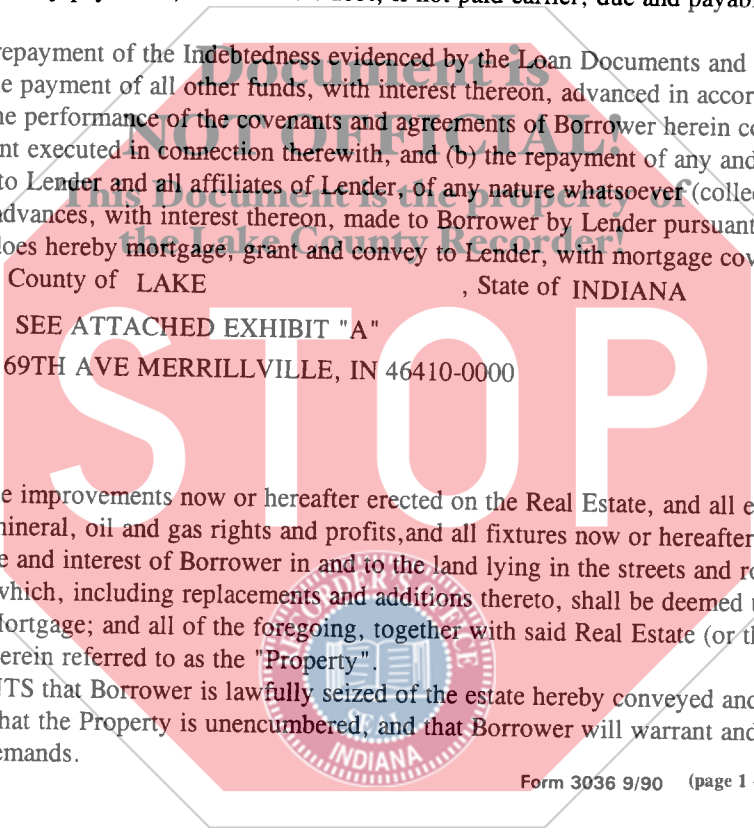 repayment of the Indebtedness evidenced by the Loan Documents and
e payment of all other funds, with interest thereon, advanced in accor
he performance of the covenants and agreements of Borrower herein co
nt executed in connection therewith, and (b) the repayment of any and
to Lender and all affiliates of Lender, of any nature whatsoever (collec
advances, with interest thereon, made to Borrower by Lender pursuant
does hereby mortgage, grant and convey to Lender, with mortgage cov
County of LAKE , State of INDIANA
SEE ATTACHED EXHIBIT "A"
69TH AVE MERRILLVILLE, IN 46410-0000
e improvements now or hereafter erected on the Real Estate, and all e
mineral, oil and gas rights and profits,and all fixtures now or hereafter
e and interest of Borrower in and to the land lying in the streets and ro
which, including replacements and additions thereto, shall be deemed t
Mortgage; and all of the foregoing, together with said Real Estate (or th
erein referred to as the "Property".
NTS that Borrower is lawfully seized of the estate hereby conveyed and
hat the Property is unencumbered, and that Borrower will warrant and
emands.
Form 3036 9/90 (page 1
Document is
NOT OFFICIAL!
This Document is the property of
the Lake County Recorder!
STOP
RECORDER'S OFFICE
SEAL
INDIANA